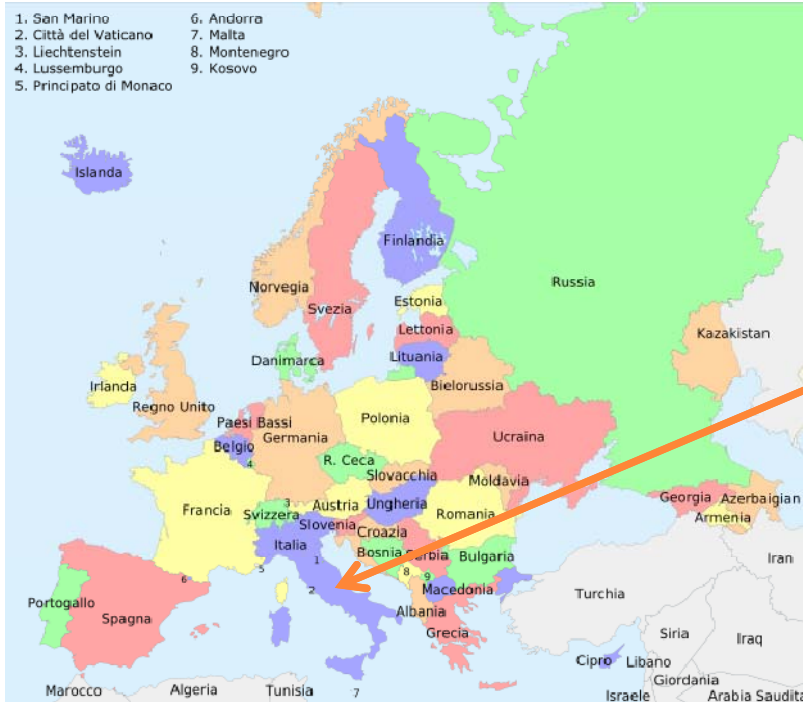 1. San Marino
2. Città del Vaticano
3. Liechtenstein
4. Lussemburgo
5. Principato di Monaco
6. Andorra
7. Malta
8. Montenegro
9. Kosovo
Islanda
Finlandia
Norvegia
Svezia
Russia
Estonia
Lettonia
Kazakistan
Danimarca
Lituania
Irlanda
Bielorussia
Regno Unito
Paesi Bassi
Polonia
Germania
Ucraina
Belgio
4
R. Ceca
Slovacchia
Moldavia
3
Austria
Ungheria
Georgia
Azerbaigian
Francia
Svizzera
Romania
Armenia
Slovenia
Croazia
Italia
1
Bosnia
Serbia
Bulgaria
Iran
5
8
6
9
2
Macedonia
Turchia
Portogallo
Spagna
Albania
Grecia
Siria
Iraq
Cipro
Libano
Giordania
Marocco
Algeria
Tunisia
7
Israele
Arabia Saudita